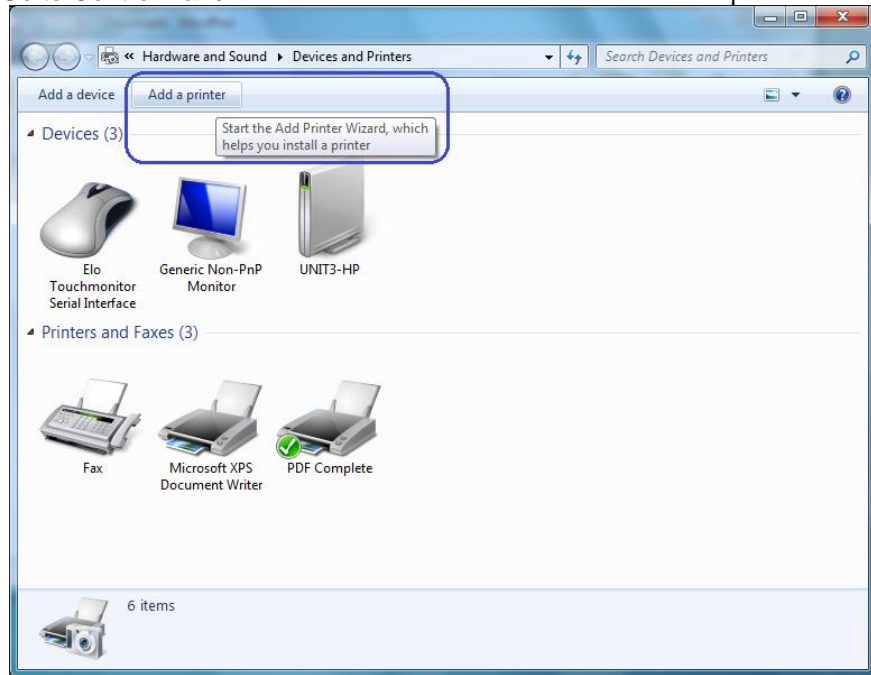 « Hardware and Sound ▸ Devices and Printers
Search Devices and Printers
Add a device
Add a printer
Start the Add Printer Wizard, which
helps you install a printer
Devices (3)
Elo
Touchmonitor
Serial Interface
Generic Non-PnP
Monitor
UNIT3-HP
Printers and Faxes (3)
Fax
Microsoft XPS
Document Writer
PDF Complete
6 items